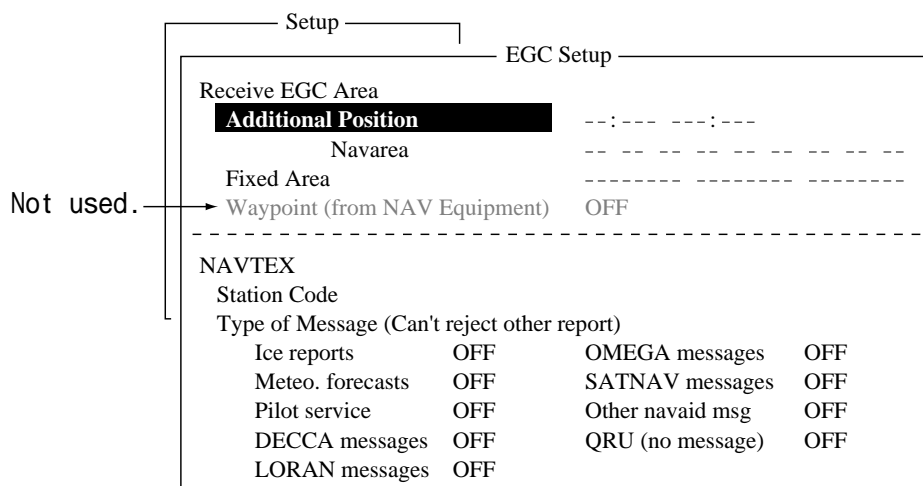 Setup
EGC Setup
Receive EGC Area
Additional Position --:--- ---:---
Navarea -- -- -- -- -- -- -- -- --
Fixed Area -------- -------- --------
Not used. Waypoint (from NAV Equipment) OFF
NAVTEX
Station Code
Type of Message (Can't reject other report)
Ice reports OFF OMEGA messages OFF
Meteo. forecasts OFF SATNAV messages OFF
Pilot service OFF Other navaid msg OFF
DECCA messages OFF QRU (no message) OFF
LORAN messages OFF